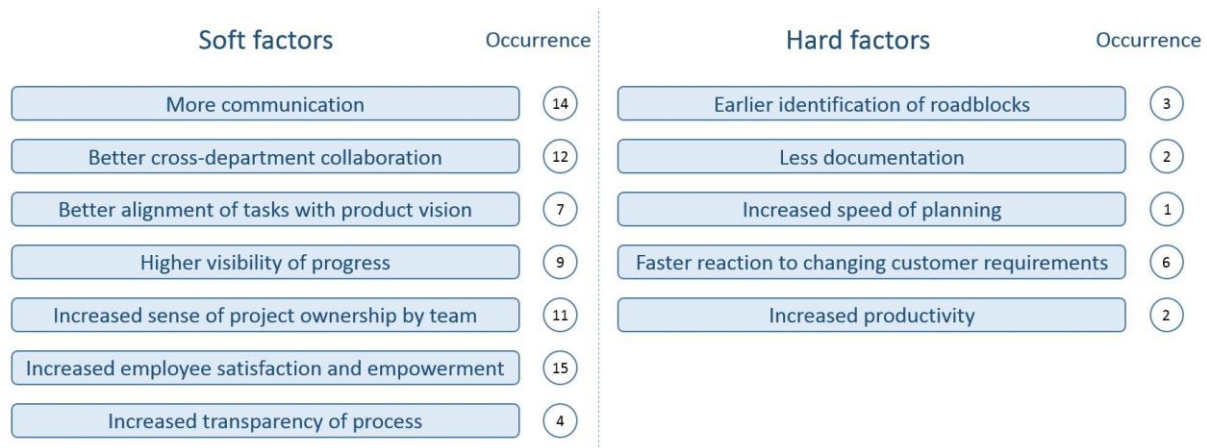 Soft factors
Occurrence
More communication
14
Better cross-department collaboration
12
Better alignment of tasks with product vision
7
Higher visibility of progress
9
Increased sense of project ownership by team
11
Increased employee satisfaction and empowerment
15
Increased transparency of process
4
Hard factors
Occurrence
Earlier identification of roadblocks
3
Less documentation
2
Increased speed of planning
1
Faster reaction to changing customer requirements
6
Increased productivity
2